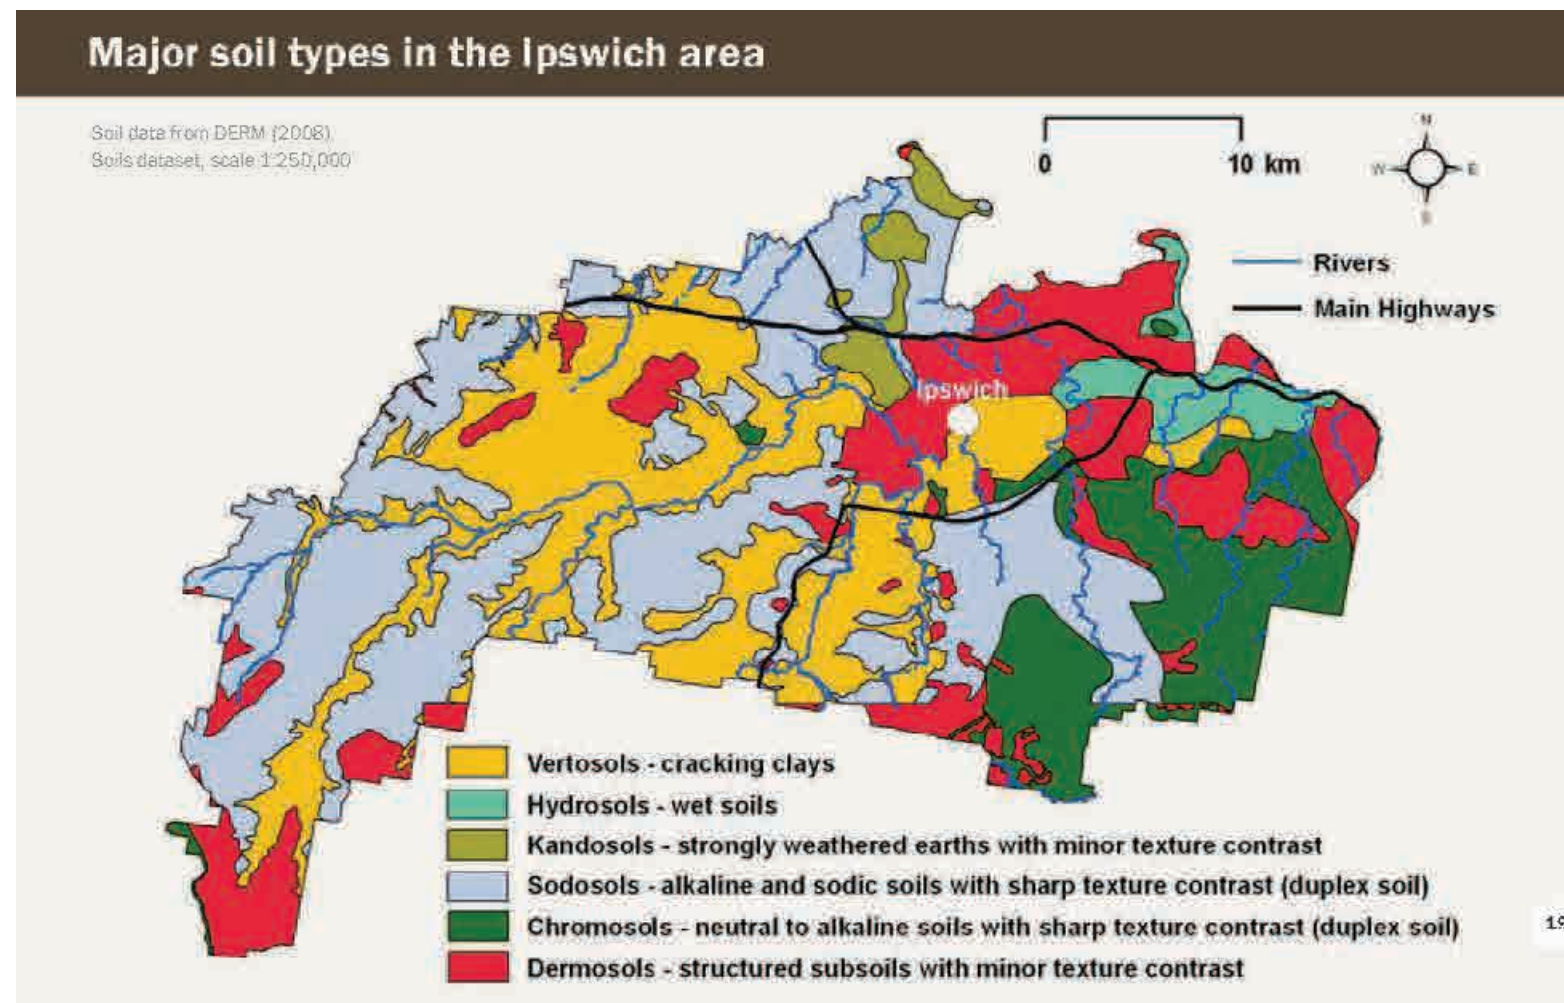 Major soil types in the Ipswich area
Soil data from DERM (2008)
Soils dataset, scale 1:250,000
0 10 km
N
W E
S
Rivers
Main Highways
Ipswich
Vertosols - cracking clays
Hydrosols - wet soils
Kandosols - strongly weathered earths with minor texture contrast
Sodosols - alkaline and sodic soils with sharp texture contrast (duplex soil)
Chromosols - neutral to alkaline soils with sharp texture contrast (duplex soil)
Dermosols - structured subsoils with minor texture contrast